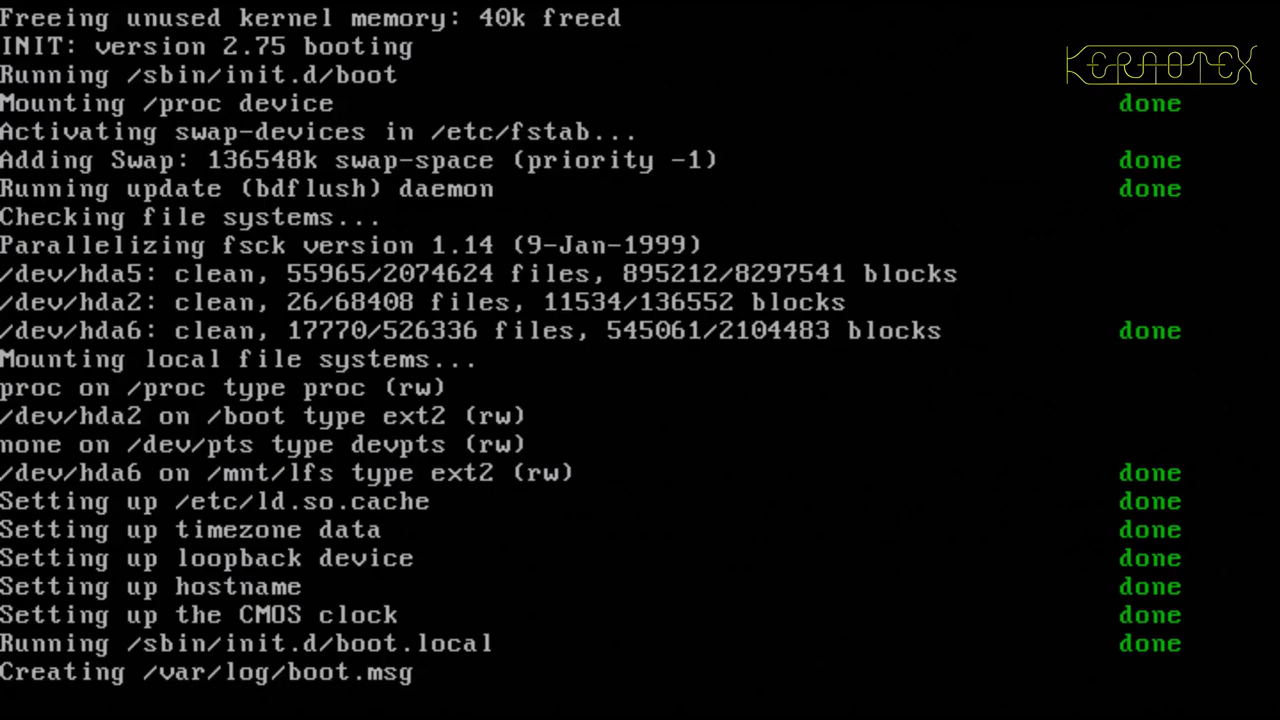 Freeing unused kernel memory: 40k freed
INIT: version 2.75 booting
KERNOTEX
Running /sbin/init.d/boot
Mounting /proc device done
Activating swap-devices in /etc/fstab...
Adding Swap: 136548k swap-space (priority -1) done
Running update (bdflush) daemon done
Checking file systems...
Parallelizing fsck version 1.14 (9-Jan-1999)
/dev/hda5: clean, 55965/2074624 files, 895212/8297541 blocks
/dev/hda2: clean, 26/68408 files, 11534/136552 blocks
/dev/hda6: clean, 17770/526336 files, 545061/2104483 blocks done
Mounting local file systems...
proc on /proc type proc (rw)
/dev/hda2 on /boot type ext2 (rw)
none on /dev/pts type devpts (rw)
/dev/hda6 on /mnt/lfs type ext2 (rw) done
Setting up /etc/ld.so.cache done
Setting up timezone data done
Setting up loopback device done
Setting up hostname done
Setting up the CMOS clock done
Running /sbin/init.d/boot.local done
Creating /var/log/boot.msg